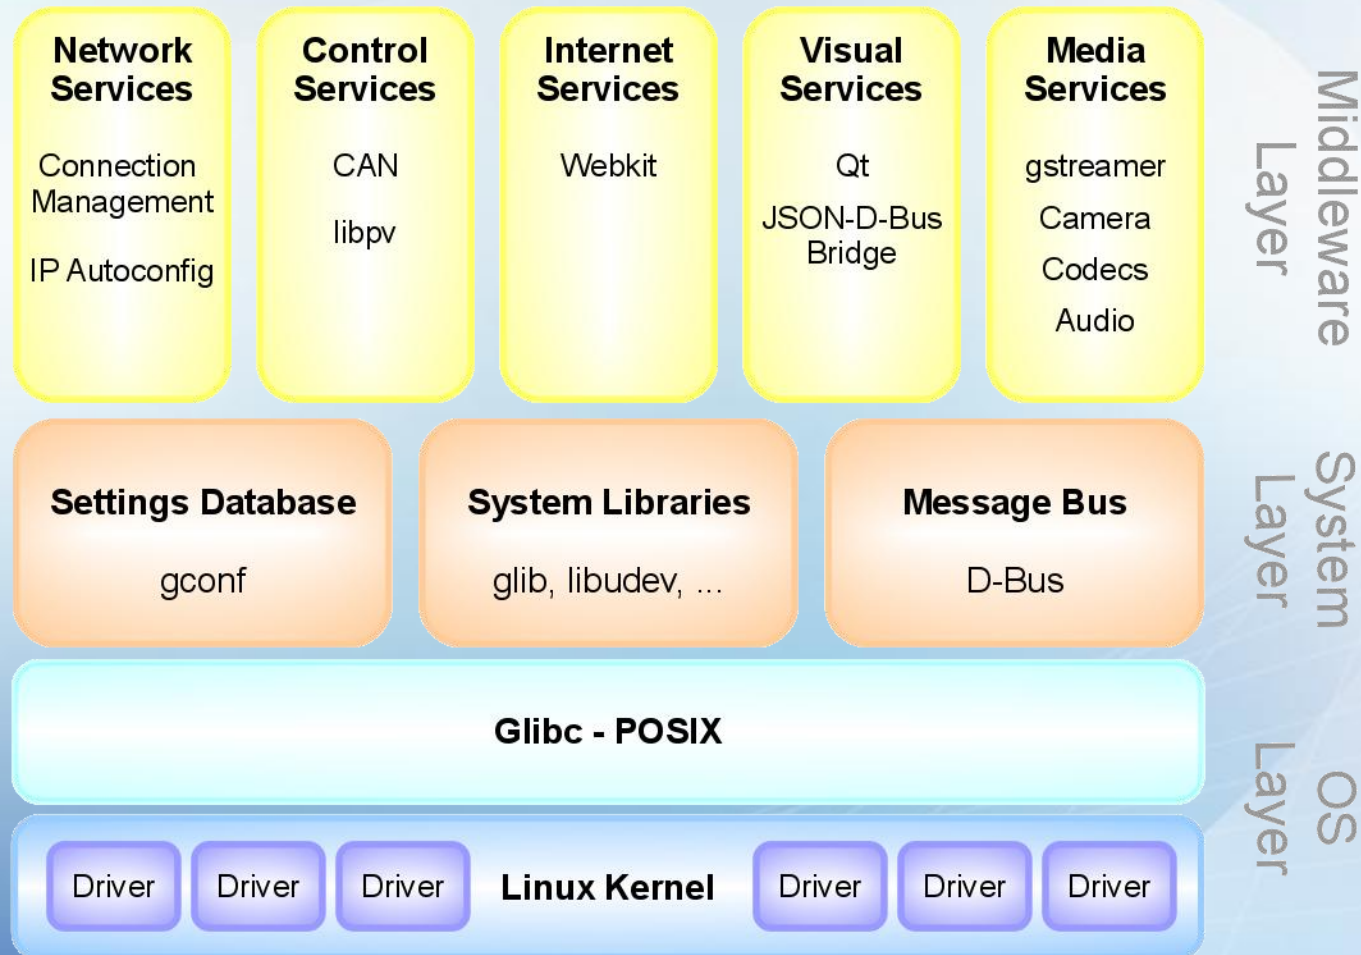 Network
Services
Connection
Management
IP Autoconfig
Control
Services
CAN
libpv
Internet
Services
Webkit
Visual
Services
Qt
JSON-D-Bus
Bridge
Media
Services
gstreamer
Camera
Codecs
Audio
Middleware
Layer
Settings Database
gconf
System Libraries
glib, libudev, ...
Message Bus
D-Bus
System
Layer
Glibc - POSIX
OS
Layer
Driver
Driver
Driver
Linux Kernel
Driver
Driver
Driver